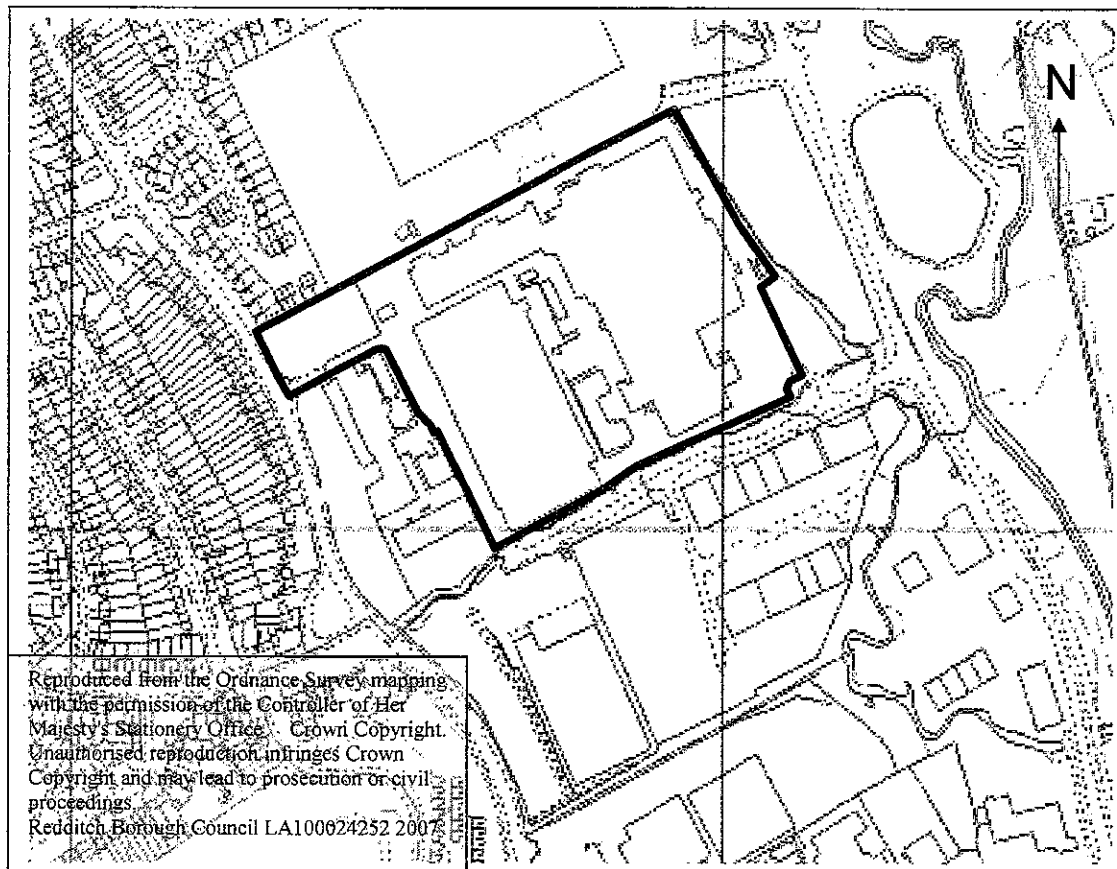 N
Reproduced from the Ordnance Survey mapping
with the permission of the Controller of Her
Majesty's Stationery Office Crown Copyright.
Unauthorised reproduction infringes Crown
Copyright and may lead to prosecution or civil
proceedings.
Redditch Borough Council LA100024252 2007